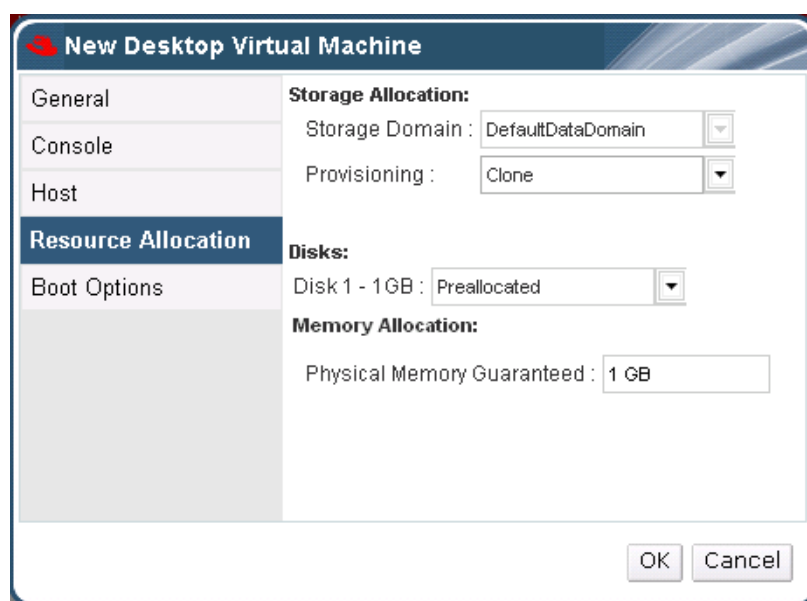 New Desktop Virtual Machine
General
Console
Host
Resource Allocation
Boot Options
Storage Allocation:
Storage Domain : DefaultDataDomain
Provisioning : Clone
Disks:
Disk 1 - 1GB : Preallocated
Memory Allocation:
Physical Memory Guaranteed : 1 GB
OK Cancel